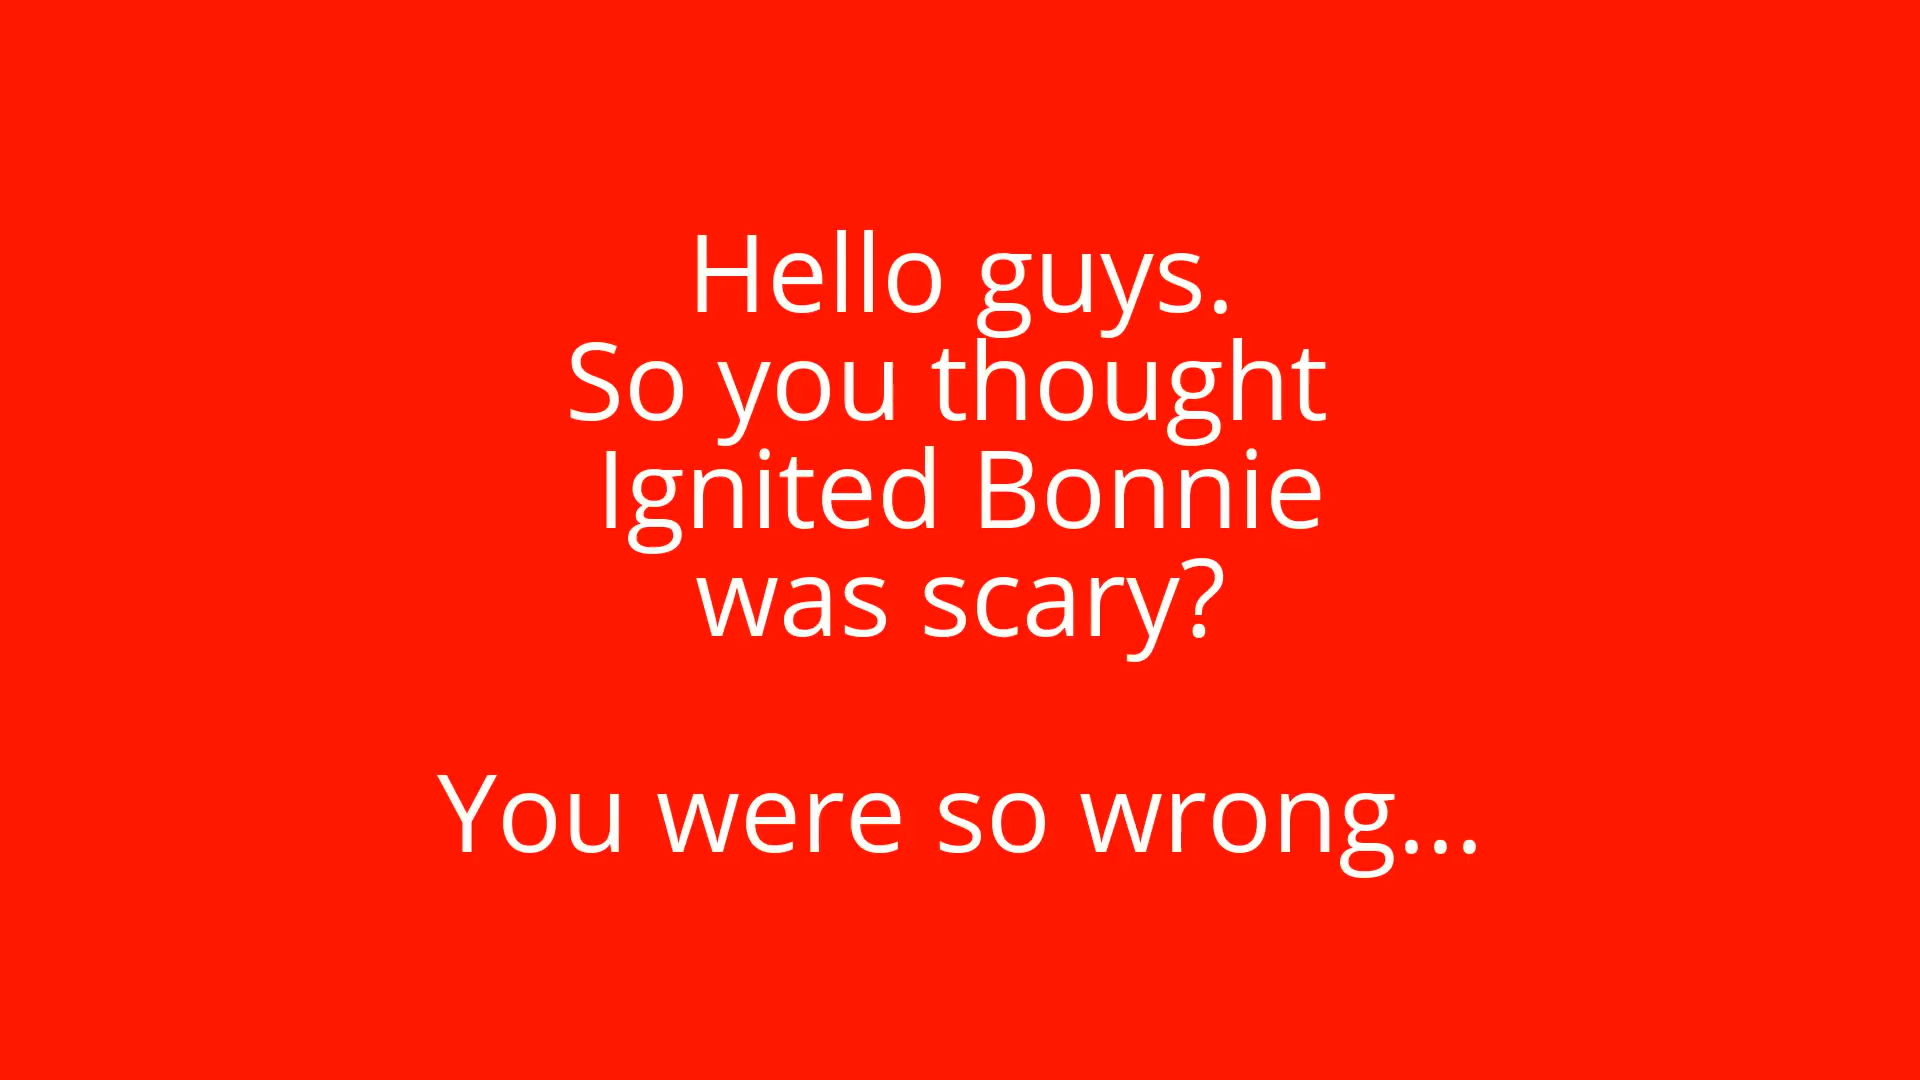 Hello guys.
So you thought
Ignited Bonnie
was scary?
You were so wrong...